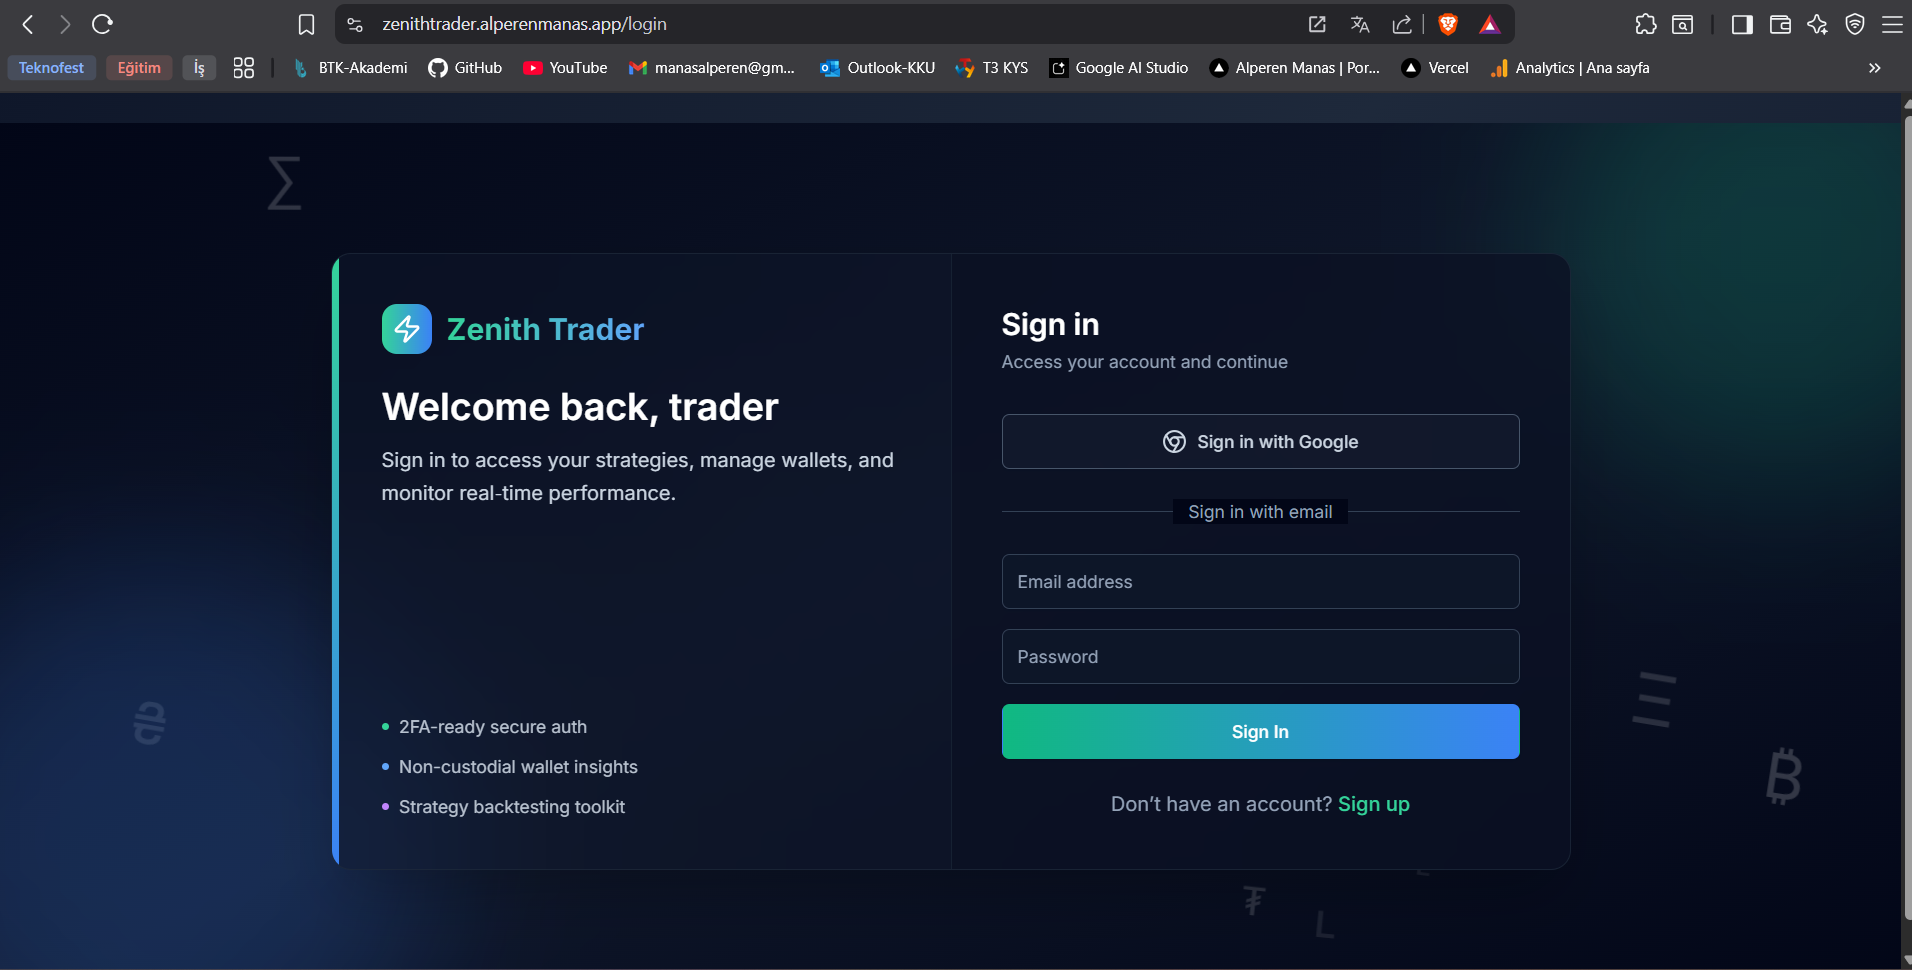 zenithtrader.alperenmanas.app/login
Teknofest Eğitim İş BTK-Akademi GitHub YouTube manasalperen@gm... Outlook-KKU T3 KYS Google AI Studio Alperen Manas | Por... Vercel Analytics | Ana sayfa
Zenith Trader
Welcome back, trader
Sign in to access your strategies, manage wallets, and
monitor real-time performance.
2FA-ready secure auth
Non-custodial wallet insights
Strategy backtesting toolkit
Sign in
Access your account and continue
Sign in with Google
Sign in with email
Email address
Password
Sign In
Don’t have an account? Sign up